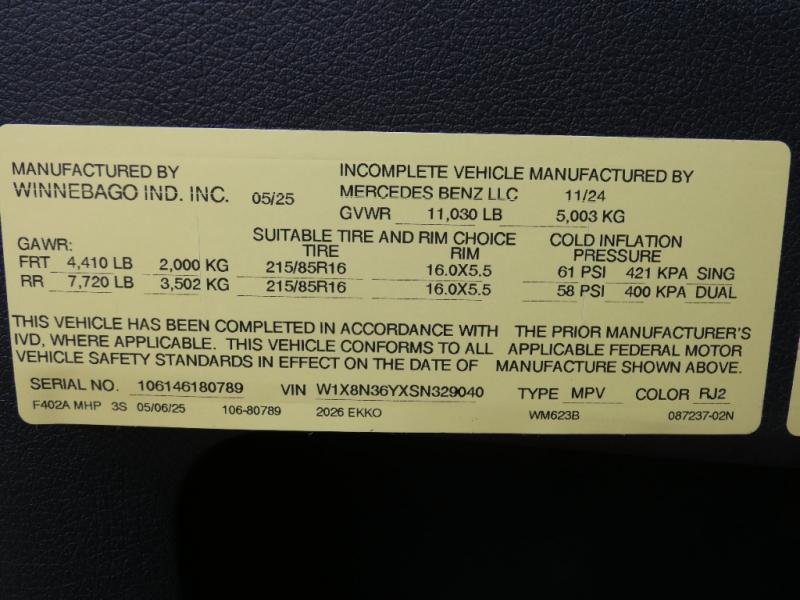 MANUFACTURED BY
WINNEBAGO IND. INC. 05/25
INCOMPLETE VEHICLE MANUFACTURED BY
MERCEDES BENZ LLC 11/24
GVWR 11,030 LB 5,003 KG
GAWR: SUITABLE TIRE AND RIM CHOICE COLD INFLATION
TIRE RIM PRESSURE
FRT 4,410 LB 2,000 KG 215/85R16 16.0X5.5 61 PSI 421 KPA SING
RR 7,720 LB 3,502 KG 215/85R16 16.0X5.5 58 PSI 400 KPA DUAL
THIS VEHICLE HAS BEEN COMPLETED IN ACCORDANCE WITH THE PRIOR MANUFACTURER'S
IVD, WHERE APPLICABLE. THIS VEHICLE CONFORMS TO ALL APPLICABLE FEDERAL MOTOR
VEHICLE SAFETY STANDARDS IN EFFECT ON THE DATE OF MANUFACTURE SHOWN ABOVE.
SERIAL NO. 106146180789 VIN W1X8N36YXSN329040 TYPE MPV COLOR RJ2
F402A MHP 3S 05/06/25 106-80789 2026 EKKO WM623B 087237-02N